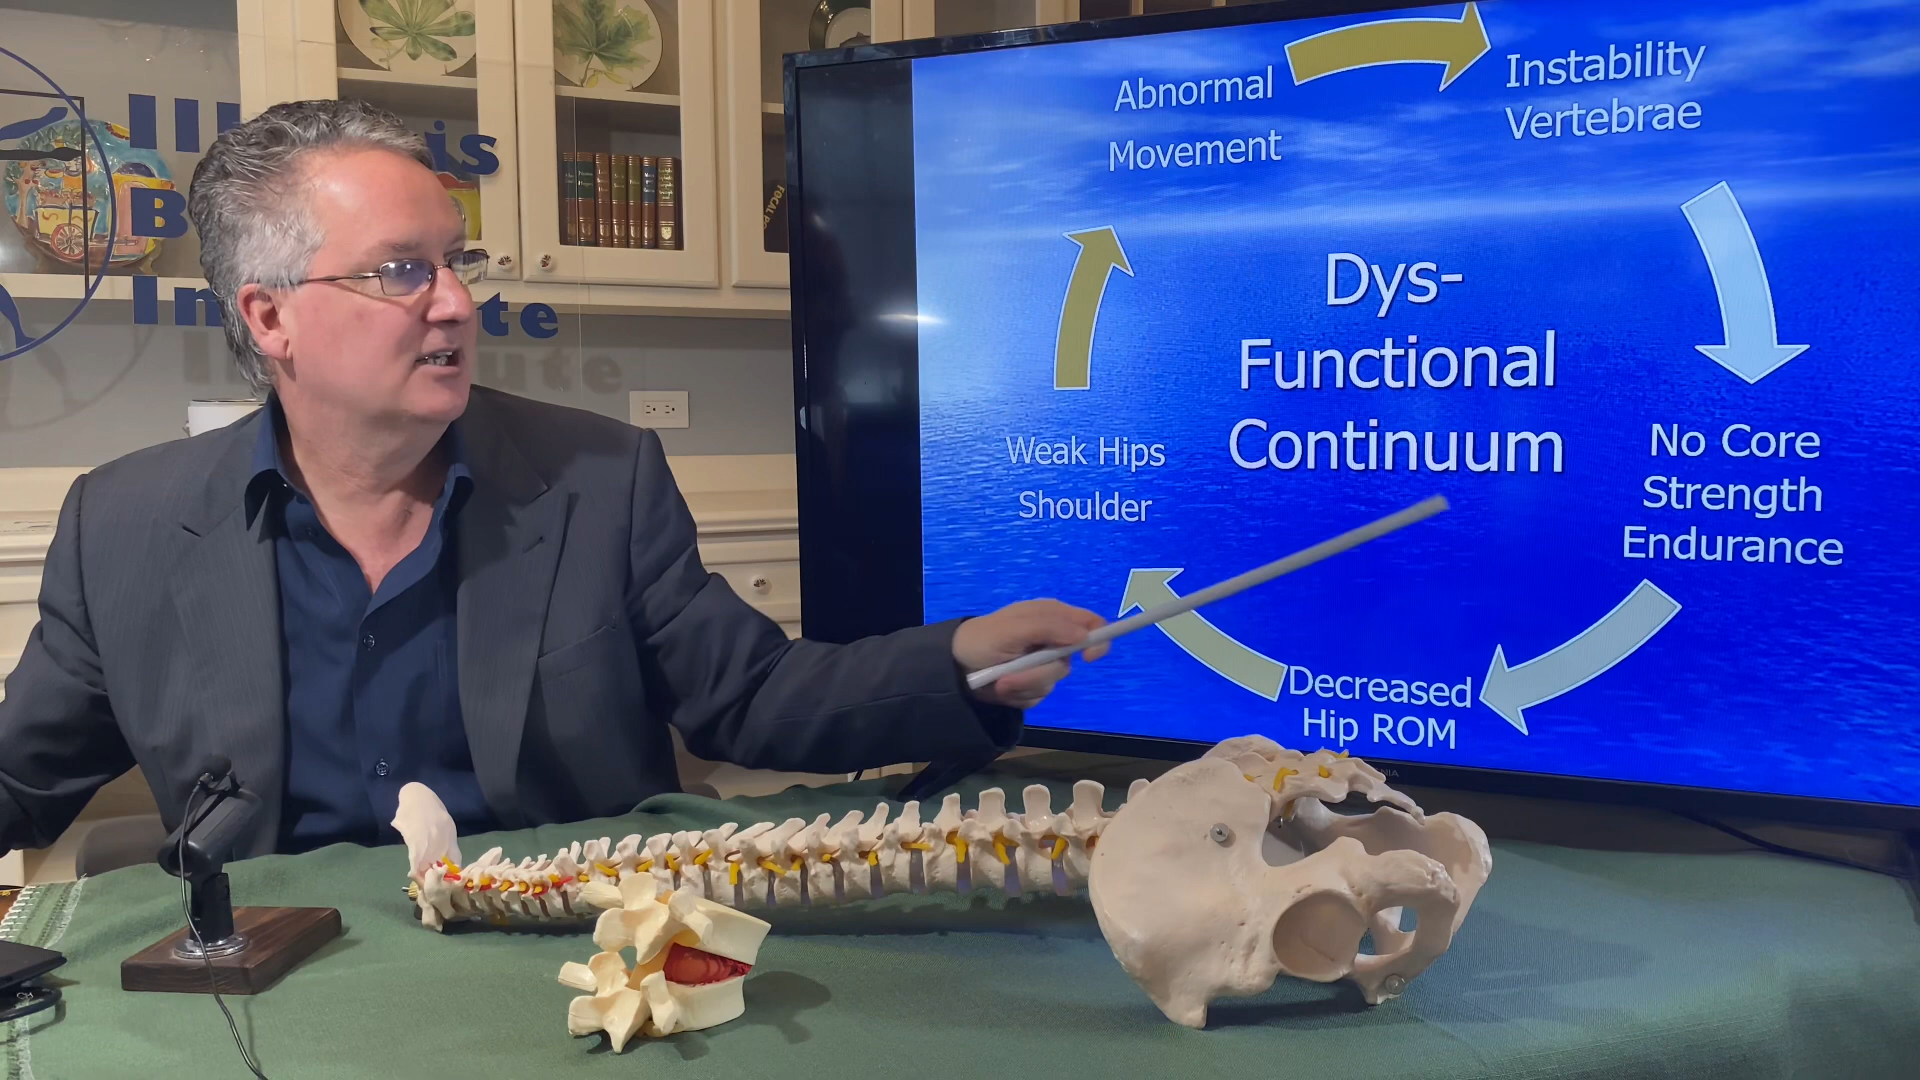 Abnormal
Movement
Instability
Vertebrae
Dys-
Functional
Continuum
No Core
Strength
Endurance
Decreased
Hip ROM
Weak Hips
Shoulder